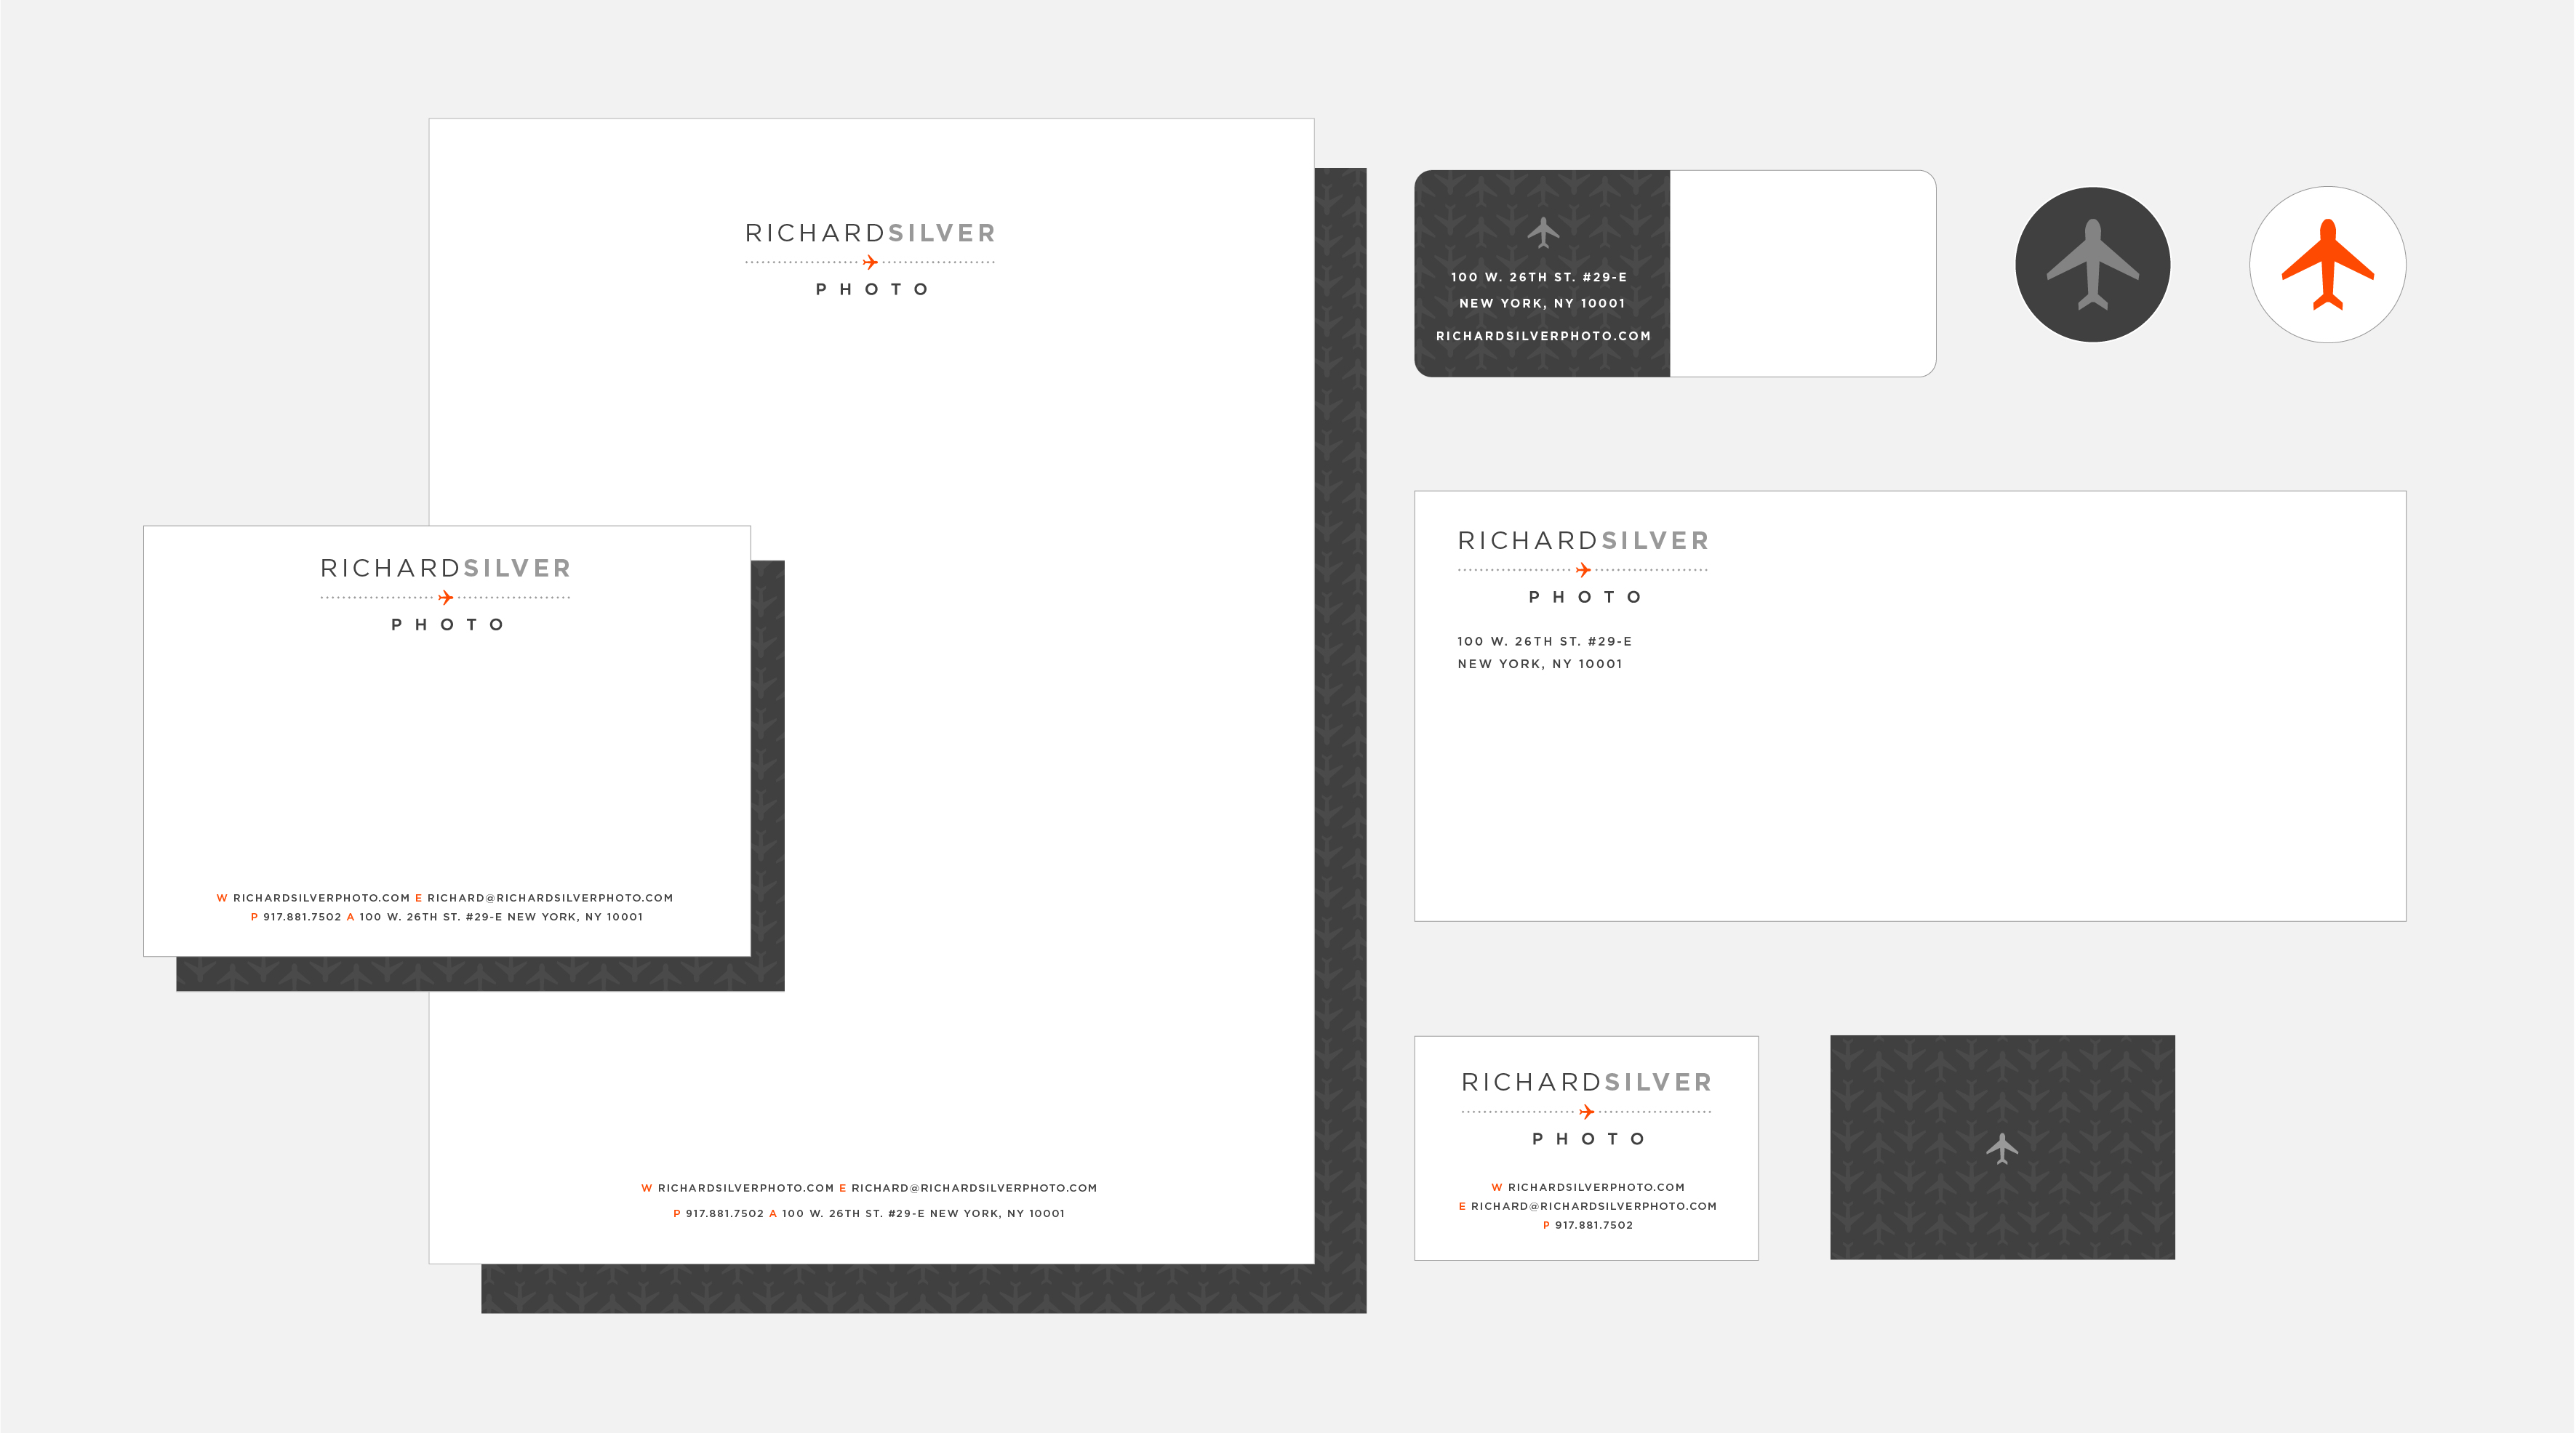 RICHARDSILVER
PHOTO
W RICHARDSILVERPHOTO.COM E RICHARD@RICHARDSILVERPHOTO.COM
P 917.881.7502 A 100 W. 26TH ST. #29-E NEW YORK, NY 10001
RICHARDSILVER
PHOTO
W RICHARDSILVERPHOTO.COM E RICHARD@RICHARDSILVERPHOTO.COM
P 917.881.7502 A 100 W. 26TH ST. #29-E NEW YORK, NY 10001
100 W. 26TH ST. #29-E
NEW YORK, NY 10001
RICHARDSILVERPHOTO.COM
RICHARDSILVER
PHOTO
100 W. 26TH ST. #29-E
NEW YORK, NY 10001
RICHARDSILVER
PHOTO
W RICHARDSILVERPHOTO.COM
E RICHARD@RICHARDSILVERPHOTO.COM
P 917.881.7502